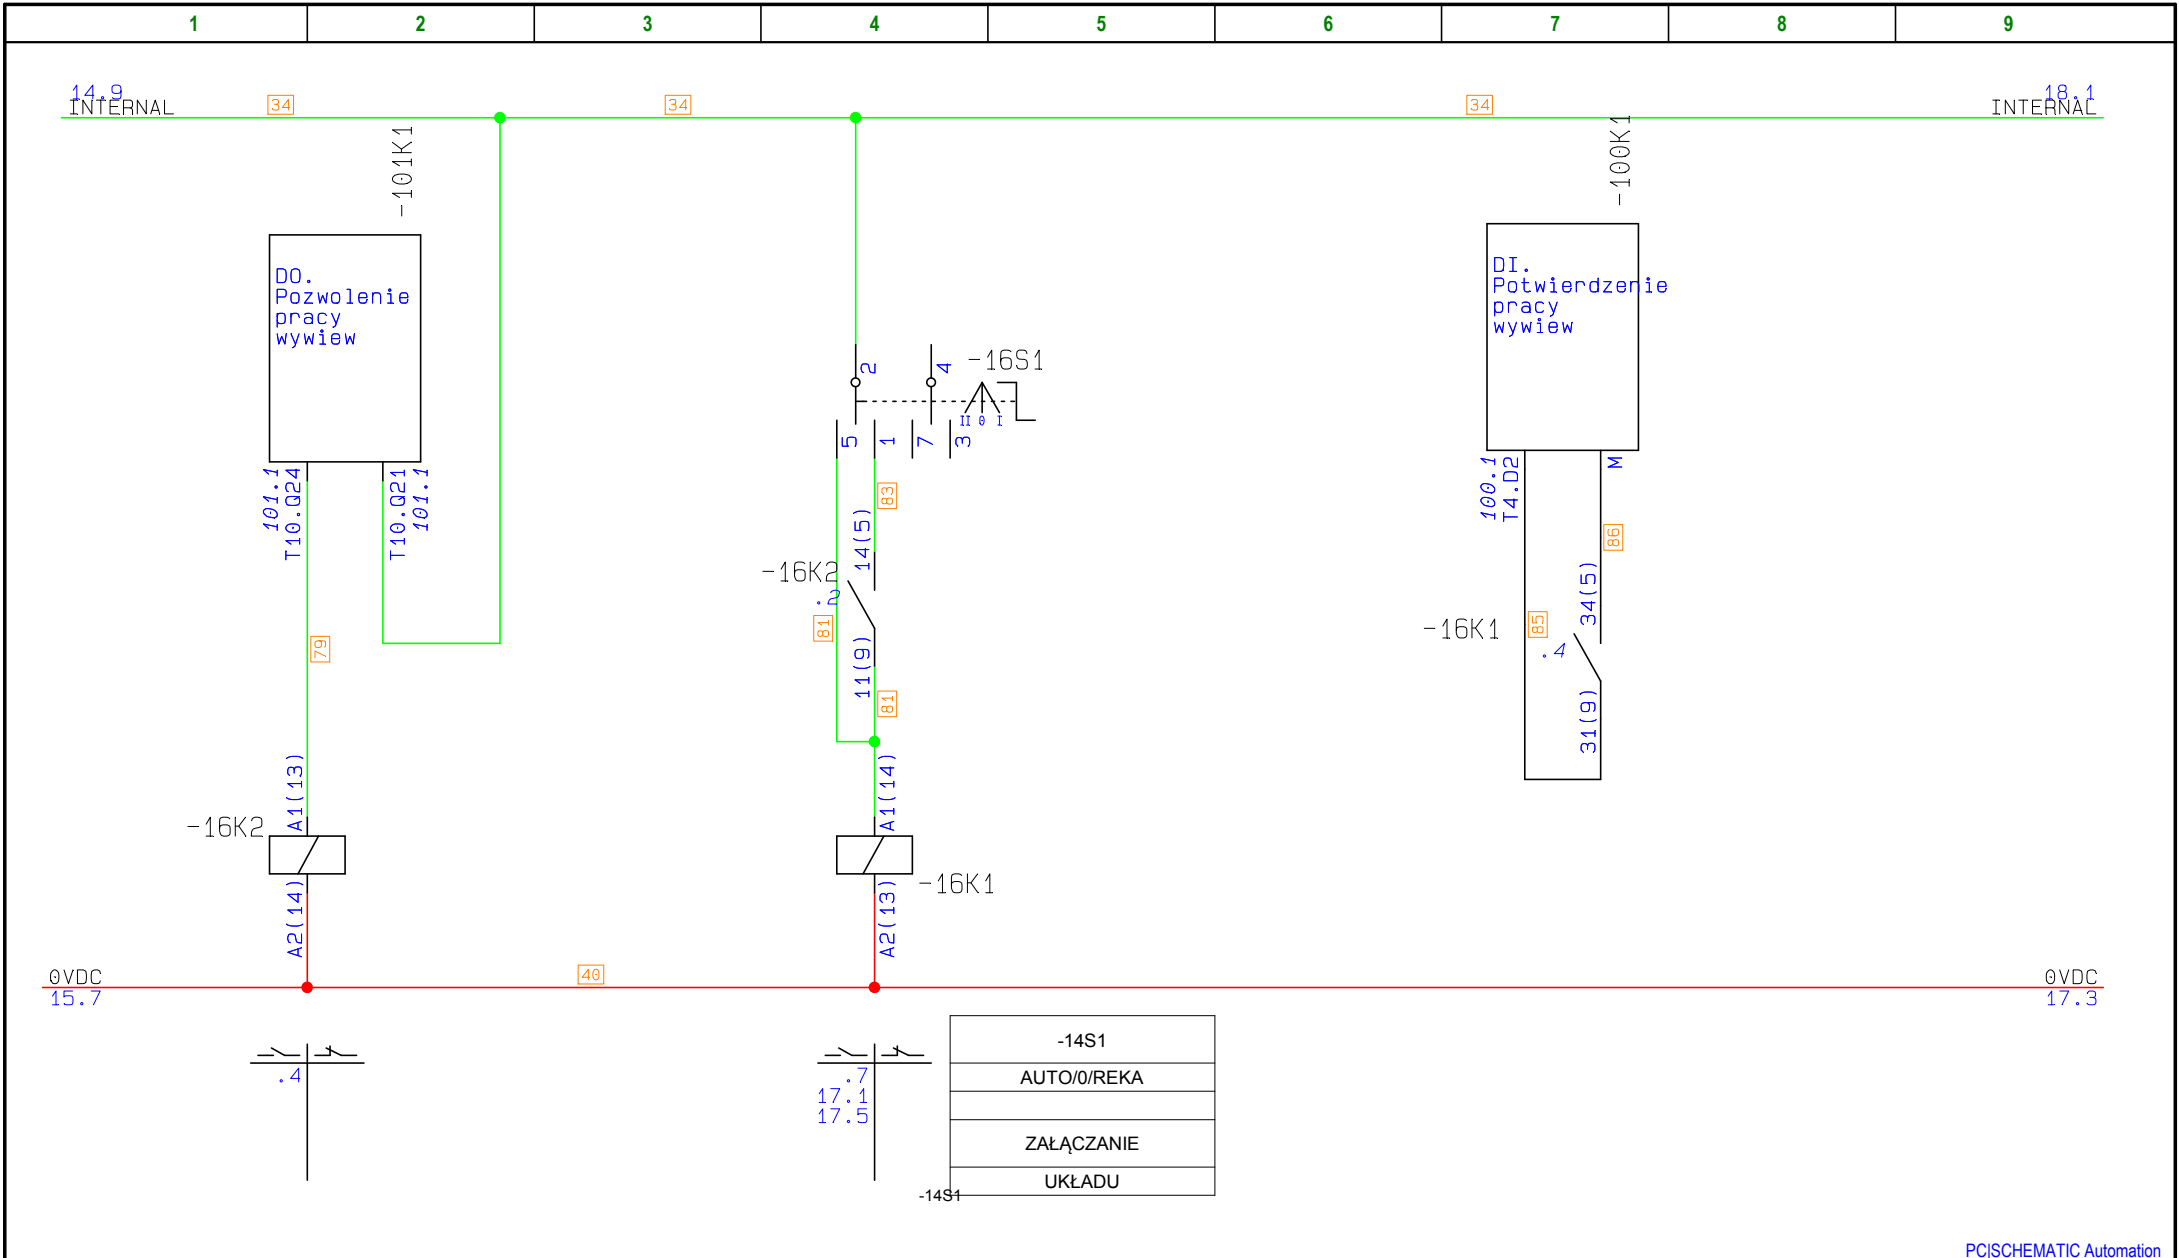 1 2 3 4 5 6 7 8 9
14.9
INTERNAL
34
34
34
18.1
INTERNAL
-101K1
-100K1
DO.
Pozwolenie
pracy
wywiew
DI.
Potwierdzenie
pracy
wywiew
101.1
T10.Q24
T10.Q21
101.1
2
4
-16S1
II 0 I
5
1
7
3
83
14(5)
-16K2
.2
81
11(9)
81
100.1
T4.D2
M
86
34(5)
-16K1
85
.4
31(9)
79
A1(13)
-16K2
A2(14)
A1(14)
-16K1
A2(13)
0VDC
15.7
40
0VDC
17.3
.4
.7
17.1
17.5
-14S1
AUTO/0/REKA
ZAŁĄCZANIE
UKŁADU
-14S1
PC|SCHEMATIC Automation